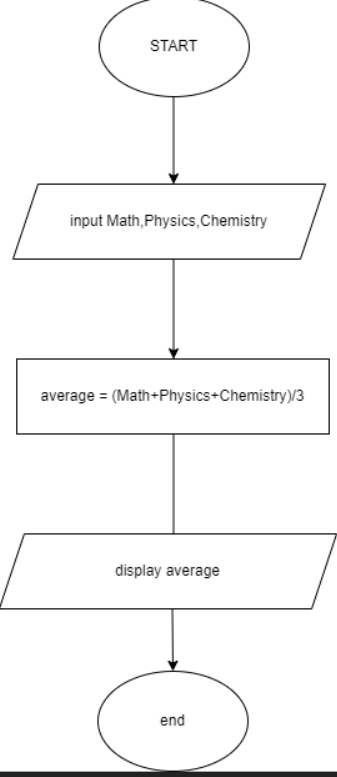 START
input Math,Physics,Chemistry
average = (Math+Physics+Chemistry)/3
display average
end